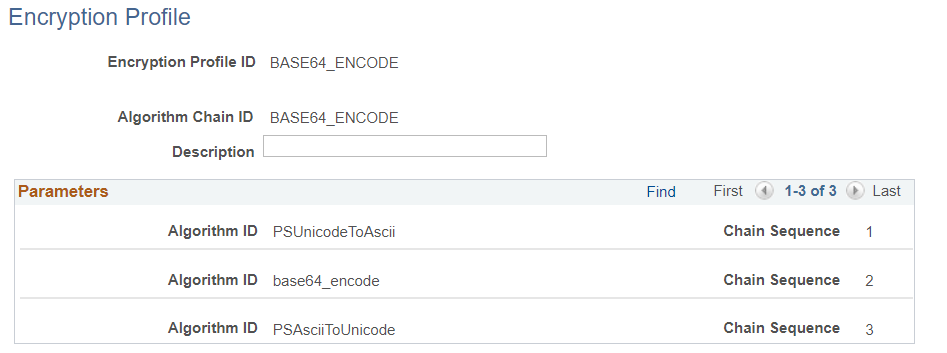 Encryption Profile
Encryption Profile ID BASE64_ENCODE
Algorithm Chain ID BASE64_ENCODE
Description
Parameters Find First 1-3 of 3 Last
Algorithm ID PSUnicodeToAscii Chain Sequence 1
Algorithm ID base64_encode Chain Sequence 2
Algorithm ID PSAsciiToUnicode Chain Sequence 3